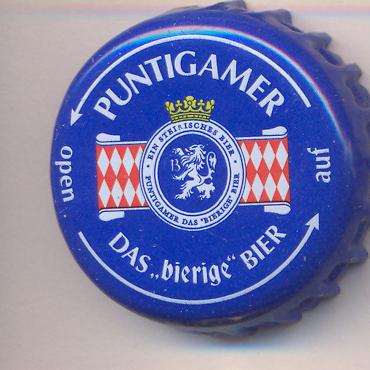 PUNTIGAMER
open
auf
· EIN STEIRISCHES BIER ·
PUNTIGAMER DAS "BIERIGE" BIER
B
DAS „bierige“ BIER